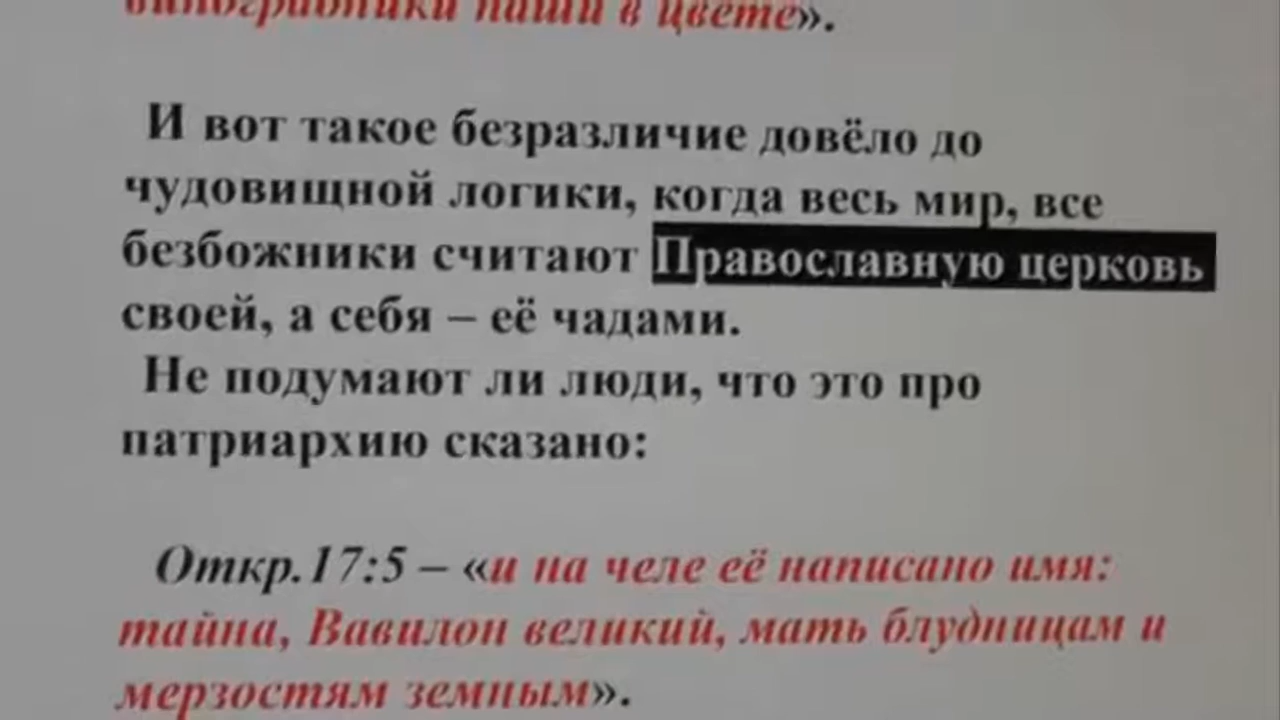 виноградники наши в цвете».
И вот такое безразличие довёло до
чудовищной логики, когда весь мир, все
безбожники считают Православную церковь
своей, а себя – её чадами.
Не подумают ли люди, что это про
патриархию сказано:
Откр.17:5 – «и на челе её написано имя:
тайна, Вавилон великий, мать блудницам и
мерзостям земным».